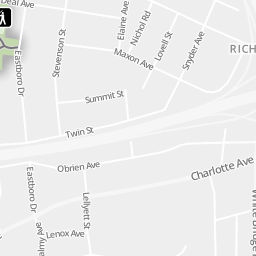 Deal Ave
Stevenson St
Elaine Ave
Nichol Rd
Lovell St
Snyder Ave
RICH
Maxon Ave
Eastboro Dr
Summit St
Twin St
Obrien Ave
Charlotte Ave
Eastboro Dr
Lellyett St
Lenox Ave